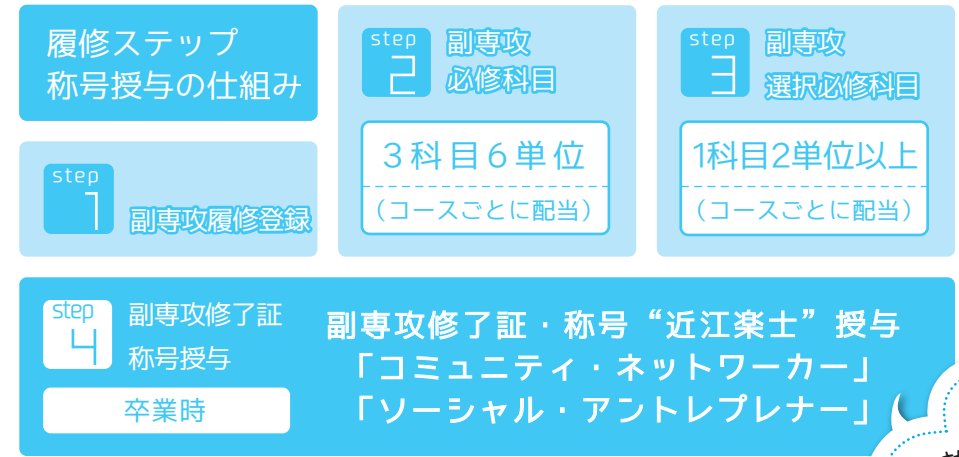 履修ステップ
称号授与の仕組み
step
1
副専攻履修登録
step
2
副専攻
必修科目
3科目6単位
（コースごとに配当）
step
3
副専攻
選択必修科目
1科目2単位以上
（コースごとに配当）
step
4
副専攻修了証
称号授与
卒業時
副専攻修了証・称号“近江楽士”授与
「コミュニティ・ネットワーカー」
「ソーシャル・アントレプレナー」